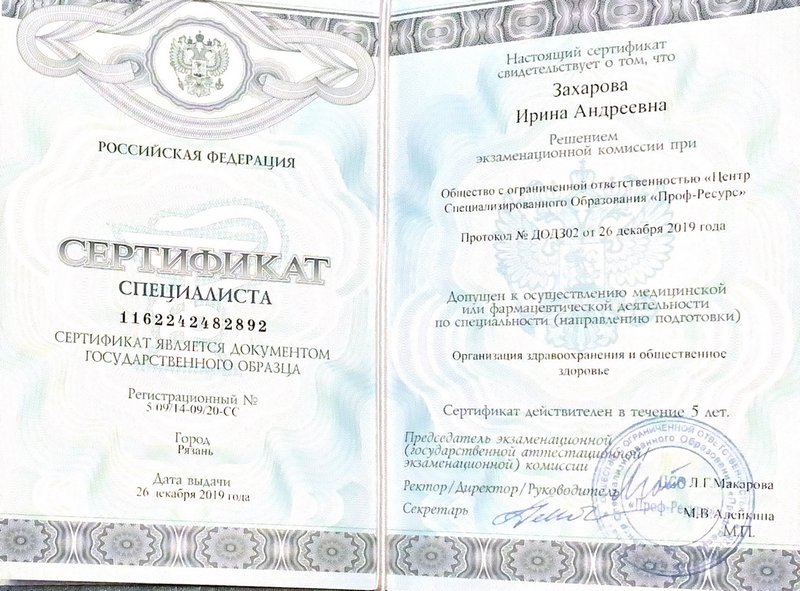 РОССИЙСКАЯ ФЕДЕРАЦИЯ
СЕРТИФИКАТ
СПЕЦИАЛИСТА
1162242482892
СЕРТИФИКАТ ЯВЛЯЕТСЯ ДОКУМЕНТОМ
ГОСУДАРСТВЕННОГО ОБРАЗЦА
Регистрационный №
5 09/14-09/20-СС
Город
Рязань
Дата выдачи
26 декабря 2019 года
Настоящий сертификат
свидетельствует о том, что
Захарова
Ирина Андреевна
Решением
экзаменационной комиссии при
Общество с ограниченной ответственностью «Центр
Специализированного Образования «Проф-Ресурс»
Протокол № ДОДЗ02 от 26 декабря 2019 года
Допущен к осуществлению медицинской
или фармацевтической деятельности
по специальности (направлению подготовки)
Организация здравоохранения и общественное
здоровье
Сертификат действителен в течение 5 лет.
Председатель экзаменационной
(государственной аттестационной/
экзаменационной) комиссии
Ректор/Директор/Руководитель
Л.Г.Макарова
Секретарь
М.В.Алейкина
М.П.